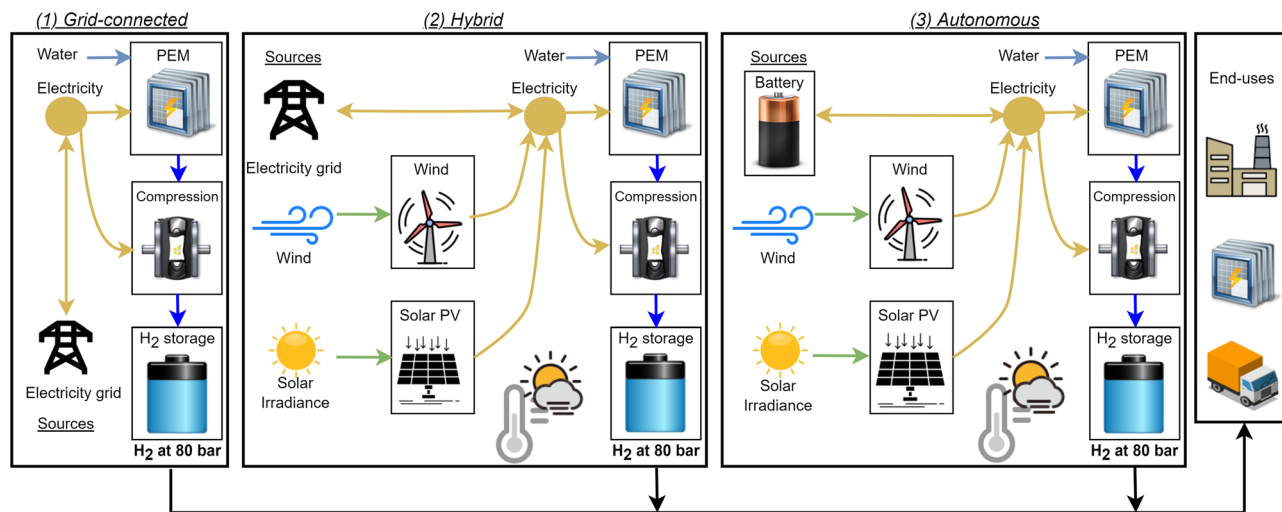 (1) Grid-connected
Water
PEM
Electricity
Compression
H2 storage
Electricity grid
Sources
H2 at 80 bar
(2) Hybrid
Sources
Water
PEM
Electricity
Electricity grid
Wind
Wind
Compression
Solar PV
Solar
Irradiance
H2 storage
H2 at 80 bar
(3) Autonomous
Sources
Battery
Water
PEM
Electricity
Wind
Wind
Compression
Solar PV
Solar
Irradiance
H2 storage
H2 at 80 bar
End-uses